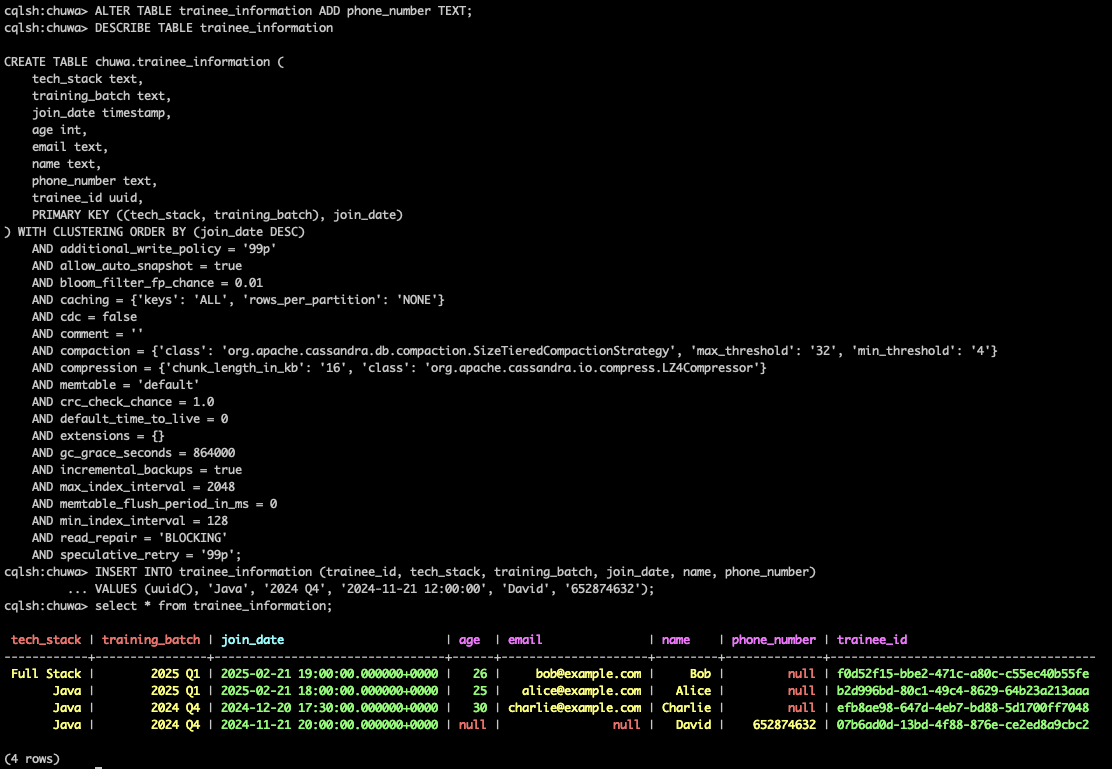 cqlsh:chuwa> ALTER TABLE trainee_information ADD phone_number TEXT;
cqlsh:chuwa> DESCRIBE TABLE trainee_information
CREATE TABLE chuwa.trainee_information (
    tech_stack text,
    training_batch text,
    join_date timestamp,
    age int,
    email text,
    name text,
    phone_number text,
    trainee_id uuid,
    PRIMARY KEY ((tech_stack, training_batch), join_date)
) WITH CLUSTERING ORDER BY (join_date DESC)
    AND additional_write_policy = '99p'
    AND allow_auto_snapshot = true
    AND bloom_filter_fp_chance = 0.01
    AND caching = {'keys': 'ALL', 'rows_per_partition': 'NONE'}
    AND cdc = false
    AND comment = ''
    AND compaction = {'class': 'org.apache.cassandra.db.compaction.SizeTieredCompactionStrategy', 'max_threshold': '32', 'min_threshold': '4'}
    AND compression = {'chunk_length_in_kb': '16', 'class': 'org.apache.cassandra.io.compress.LZ4Compressor'}
    AND memtable = 'default'
    AND crc_check_chance = 1.0
    AND default_time_to_live = 0
    AND extensions = {}
    AND gc_grace_seconds = 864000
    AND incremental_backups = true
    AND max_index_interval = 2048
    AND memtable_flush_period_in_ms = 0
    AND min_index_interval = 128
    AND read_repair = 'BLOCKING'
    AND speculative_retry = '99p';
cqlsh:chuwa> INSERT INTO trainee_information (trainee_id, tech_stack, training_batch, join_date, name, phone_number)
         ... VALUES (uuid(), 'Java', '2024 Q4', '2024-11-21 12:00:00', 'David', '652874632');
cqlsh:chuwa> select * from trainee_information;
 tech_stack | training_batch | join_date                       | age  | email               | name    | phone_number | trainee_id
------------+----------------+---------------------------------+------+---------------------+---------+--------------+--------------------------------------
 Full Stack |        2025 Q1 | 2025-02-21 19:00:00.000000+0000 |   26 |     bob@example.com |     Bob |         null | f0d52f15-bbe2-471c-a80c-c55ec40b55fe
       Java |        2025 Q1 | 2025-02-21 18:00:00.000000+0000 |   25 |   alice@example.com |   Alice |         null | b2d996bd-80c1-49c4-8629-64b23a213aaa
       Java |        2024 Q4 | 2024-12-20 17:30:00.000000+0000 |   30 | charlie@example.com | Charlie |         null | efb8ae98-647d-4eb7-bd88-5d1700ff7048
       Java |        2024 Q4 | 2024-11-21 20:00:00.000000+0000 | null |                null |   David |    652874632 | 07b6ad0d-13bd-4f88-876e-ce2ed8a9cbc2
(4 rows)